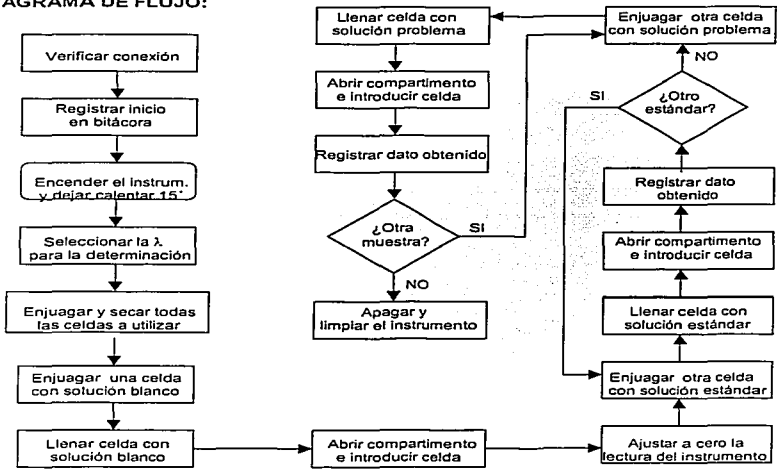 AGRAMA DE FLUJO:
Verificar conexión
Registrar inicio
en bitácora
Encender el instrum.
y dejar calentar 15'
Seleccionar la λ
para la determinación
Enjuagar y secar todas
las celdas a utilizar
Enjuagar una celda
con solución blanco
Llenar celda con
solución blanco
Abrir compartimento
e introducir celda
Ajustar a cero la
lectura del instrumento
Enjuagar otra celda
con solución estándar
Llenar celda con
solución estándar
Abrir compartimento
e introducir celda
Registrar dato
obtenido
¿Otro
estándar?
SI
NO
Enjuagar otra celda
con solución problema
Llenar celda con
solución problema
Abrir compartimento
e introducir celda
Registrar dato obtenido
¿Otra
muestra?
SI
NO
Apagar y
limpiar el instrumento